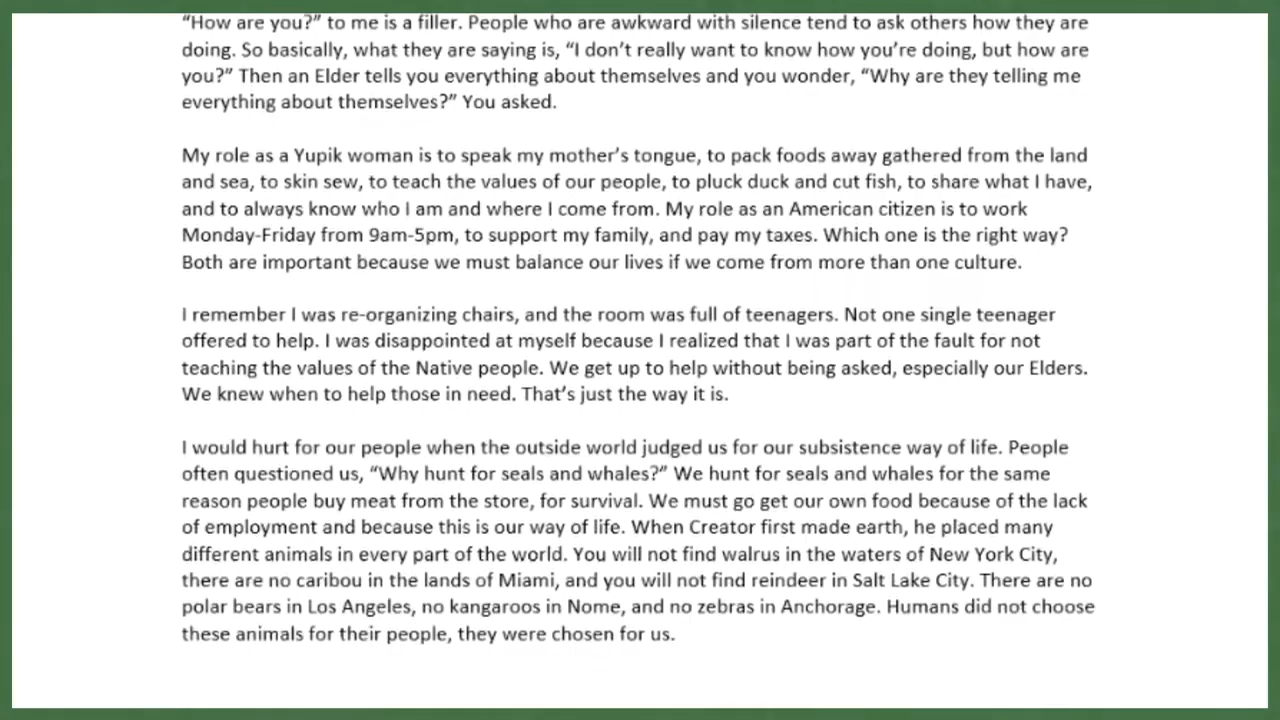 “How are you?” to me is a filler. People who are awkward with silence tend to ask others how they are
doing. So basically, what they are saying is, “I don’t really want to know how you’re doing, but how are
you?” Then an Elder tells you everything about themselves and you wonder, “Why are they telling me
everything about themselves?” You asked.
My role as a Yupik woman is to speak my mother’s tongue, to pack foods away gathered from the land
and sea, to skin sew, to teach the values of our people, to pluck duck and cut fish, to share what I have,
and to always know who I am and where I come from. My role as an American citizen is to work
Monday-Friday from 9am-5pm, to support my family, and pay my taxes. Which one is the right way?
Both are important because we must balance our lives if we come from more than one culture.
I remember I was re-organizing chairs, and the room was full of teenagers. Not one single teenager
offered to help. I was disappointed at myself because I realized that I was part of the fault for not
teaching the values of the Native people. We get up to help without being asked, especially our Elders.
We knew when to help those in need. That’s just the way it is.
I would hurt for our people when the outside world judged us for our subsistence way of life. People
often questioned us, “Why hunt for seals and whales?” We hunt for seals and whales for the same
reason people buy meat from the store, for survival. We must go get our own food because of the lack
of employment and because this is our way of life. When Creator first made earth, he placed many
different animals in every part of the world. You will not find walrus in the waters of New York City,
there are no caribou in the lands of Miami, and you will not find reindeer in Salt Lake City. There are no
polar bears in Los Angeles, no kangaroos in Nome, and no zebras in Anchorage. Humans did not choose
these animals for their people, they were chosen for us.